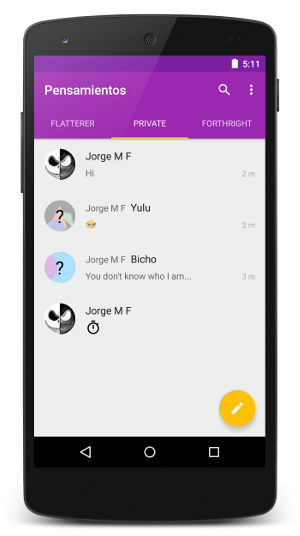 5:11
Pensamientos
FLATTERER PRIVATE FORTHRIGHT
Jorge M F
Hi 2 m
? Jorge M F Yulu
2 m
? Jorge M F Bicho
You don't know who I am... 3 m
Jorge M F